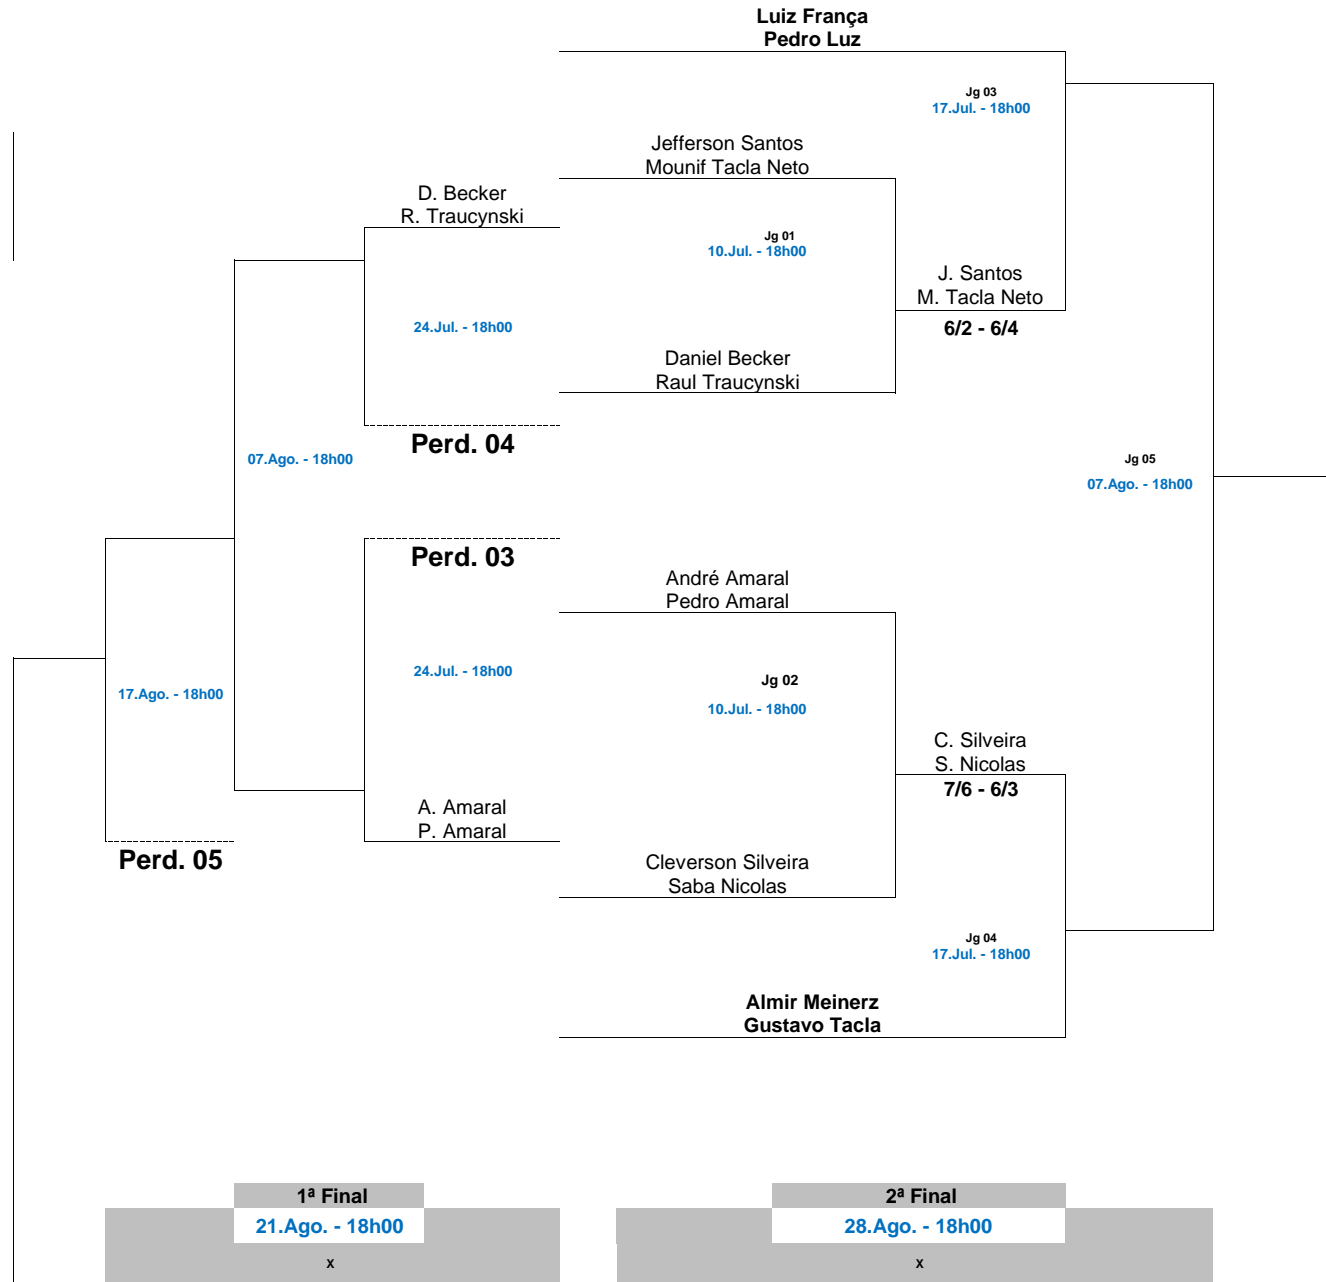 Luiz França
Pedro Luz
Jg 03
17.Jul. - 18h00
Jefferson Santos
Mounif Tacla Neto
D. Becker
R. Traucynski
Jg 01
10.Jul. - 18h00
J. Santos
M. Tacla Neto
6/2 - 6/4
24.Jul. - 18h00
Daniel Becker
Raul Traucynski
Perd. 04
07.Ago. - 18h00
Jg 05
07.Ago. - 18h00
Perd. 03
André Amaral
Pedro Amaral
24.Jul. - 18h00
Jg 02
10.Jul. - 18h00
17.Ago. - 18h00
C. Silveira
S. Nicolas
7/6 - 6/3
A. Amaral
P. Amaral
Perd. 05
Cleverson Silveira
Saba Nicolas
Jg 04
17.Jul. - 18h00
Almir Meinerz
Gustavo Tacla
1ª Final
21.Ago. - 18h00
x
2ª Final
28.Ago. - 18h00
x